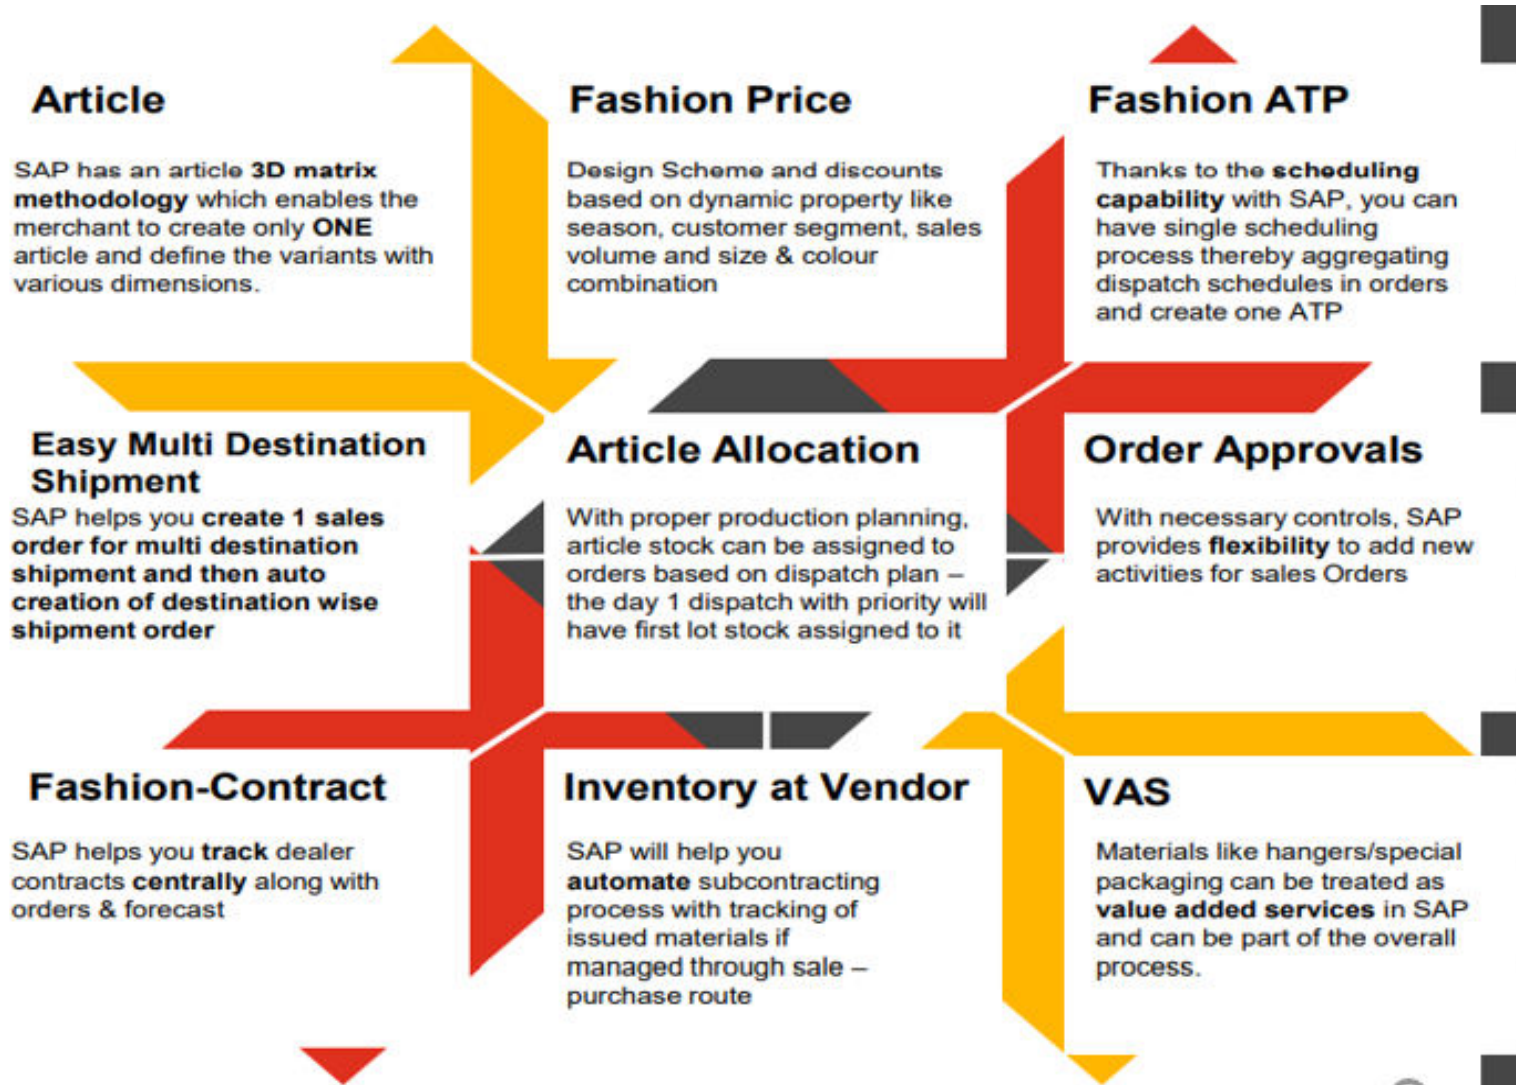 Article
SAP has an article 3D matrix
methodology which enables the
merchant to create only ONE
article and define the variants with
various dimensions.
Fashion Price
Design Scheme and discounts
based on dynamic property like
season, customer segment, sales
volume and size & colour
combination
Fashion ATP
Thanks to the scheduling
capability with SAP, you can
have single scheduling
process thereby aggregating
dispatch schedules in orders
and create one ATP
Easy Multi Destination
Shipment
SAP helps you create 1 sales
order for multi destination
shipment and then auto
creation of destination wise
shipment order
Article Allocation
With proper production planning,
article stock can be assigned to
orders based on dispatch plan –
the day 1 dispatch with priority will
have first lot stock assigned to it
Order Approvals
With necessary controls, SAP
provides flexibility to add new
activities for sales Orders
Fashion-Contract
SAP helps you track dealer
contracts centrally along with
orders & forecast
Inventory at Vendor
SAP will help you
automate subcontracting
process with tracking of
issued materials if
managed through sale –
purchase route
VAS
Materials like hangers/special
packaging can be treated as
value added services in SAP
and can be part of the overall
process.